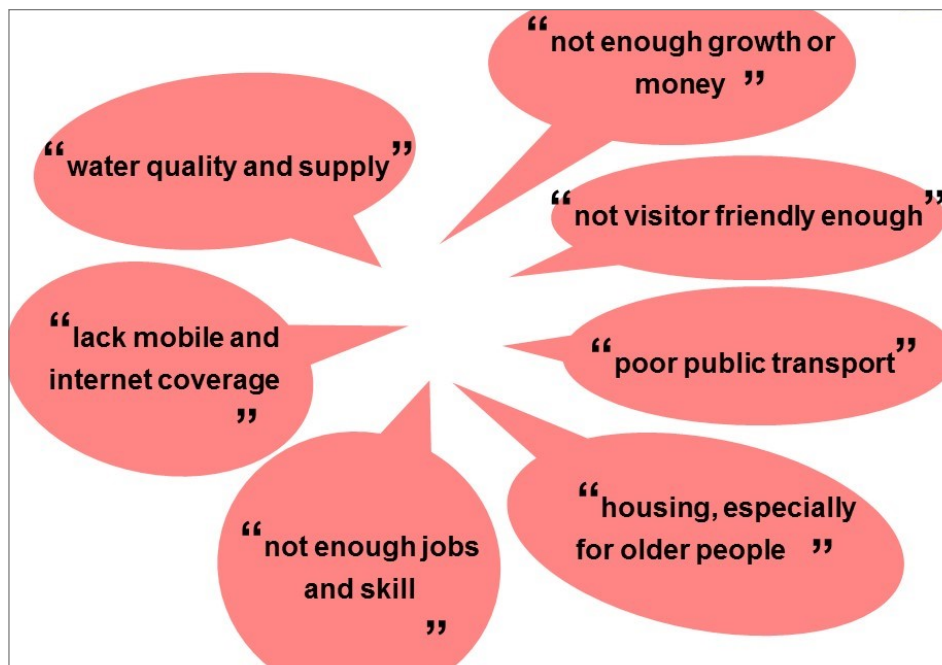 “not enough growth or
money ”
“water quality and supply”
“not visitor friendly enough”
“lack mobile and
internet coverage
”
“poor public transport”
“housing, especially
for older people ”
“not enough jobs
and skill
”